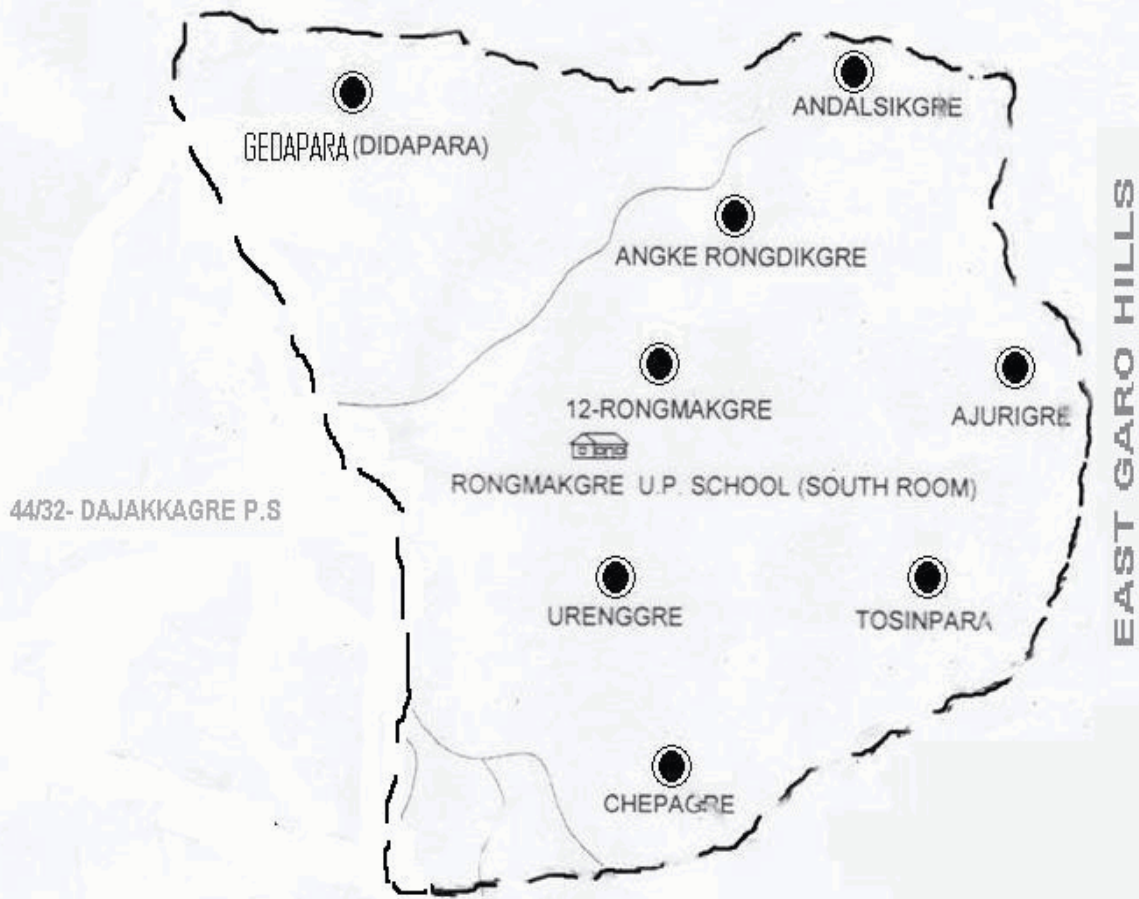 ANDALSIKGRE
GEDAPARA (DIDAPARA)
ANGKE RONGDIKGRE
12-RONGMAKGRE
AJURIGRE
RONGMAKGRE U.P. SCHOOL (SOUTH ROOM)
44/32- DAJAKKAGRE P.S
EAST GARO HILLS
URENGGRE
TOSINPARA
CHEPAGRE